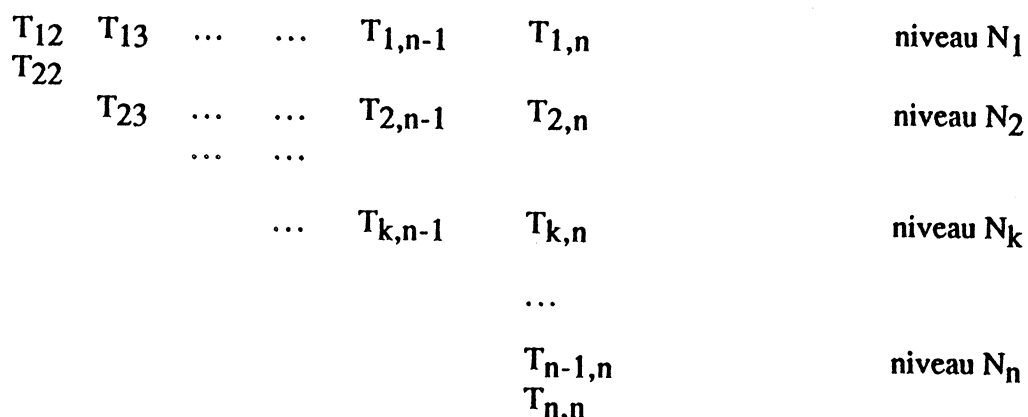 T12 T13 ... ... T1,n-1 T1,n niveau N1
T22
T23 ... ... T2,n-1 T2,n niveau N2
... ...
... Tk,n-1 Tk,n niveau Nk
...
Tn-1,n niveau Nn
Tn,n